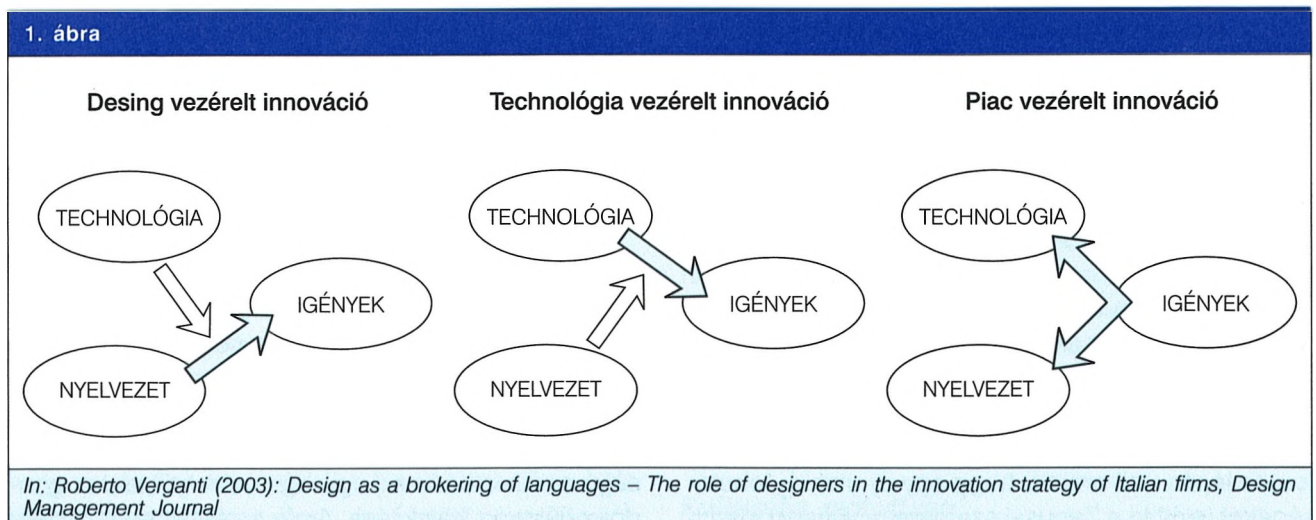 1. ábra
Desing vezérelt innováció
Technológia vezérelt innováció
Piac vezérelt innováció
TECHNOLÓGIA
IGÉNYEK
NYELVEZET
TECHNOLÓGIA
IGÉNYEK
NYELVEZET
TECHNOLÓGIA
IGÉNYEK
NYELVEZET
In: Roberto Verganti (2003): Design as a brokering of languages – The role of designers in the innovation strategy of Italian firms, Design
Management Journal